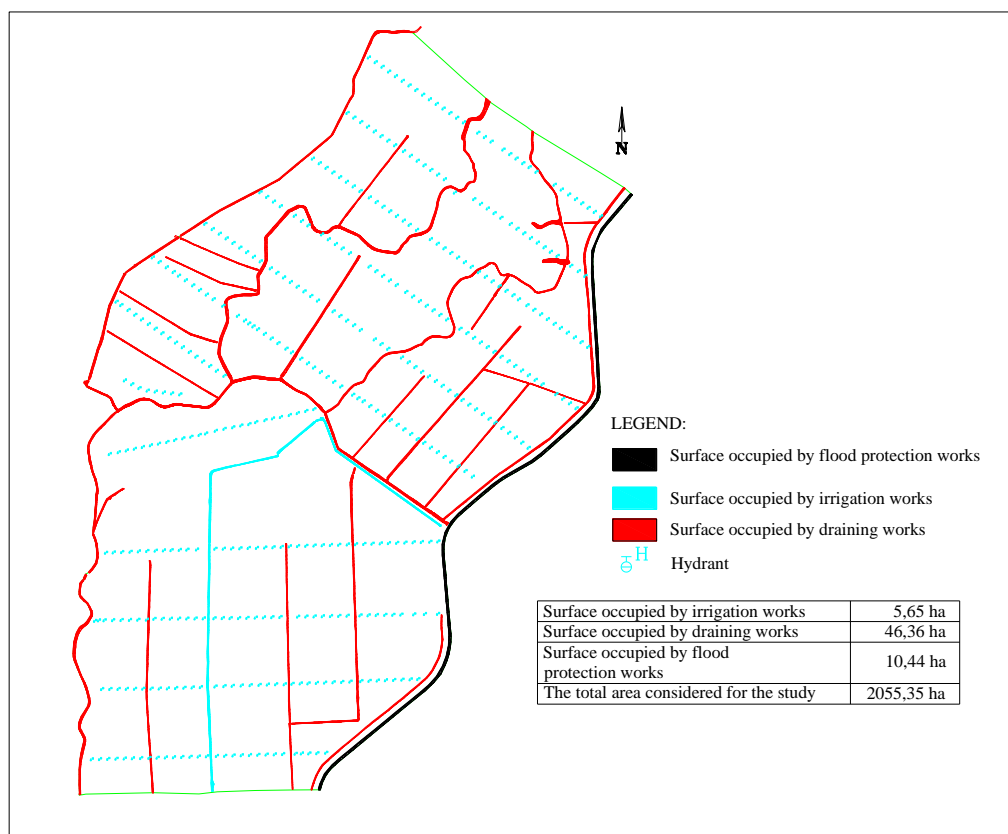 N
LEGEND:
Surface occupied by flood protection works
Surface occupied by irrigation works
Surface occupied by draining works
H
Hydrant
Surface occupied by irrigation works 5,65 ha
Surface occupied by draining works 46,36 ha
Surface occupied by flood
protection works 10,44 ha
The total area considered for the study 2055,35 ha